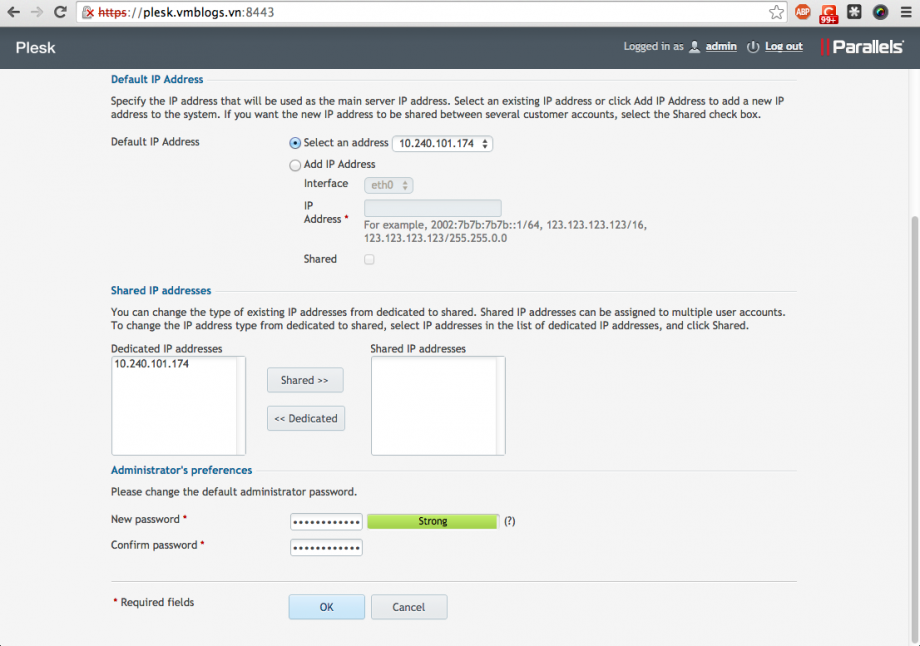 https://plesk.vmblogs.vn:8443
ABP
99+
Plesk
Logged in as admin Log out Parallels
Default IP Address
Specify the IP address that will be used as the main server IP address. Select an existing IP address or click Add IP Address to add a new IP
address to the system. If you want the new IP address to be shared between several customer accounts, select the Shared check box.
Default IP Address
Select an address 10.240.101.174
Add IP Address
Interface eth0
IP
Address *
For example, 2002:7b7b:7b7b::1/64, 123.123.123.123/16,
123.123.123.123/255.255.0.0
Shared
Shared IP addresses
You can change the type of existing IP addresses from dedicated to shared. Shared IP addresses can be assigned to multiple user accounts.
To change the IP address type from dedicated to shared, select IP addresses in the list of dedicated IP addresses, and click Shared.
Dedicated IP addresses Shared IP addresses
10.240.101.174
Shared >>
<< Dedicated
Administrator's preferences
Please change the default administrator password.
New password * •••••••••••• Strong (?)
Confirm password * ••••••••••••
* Required fields OK Cancel